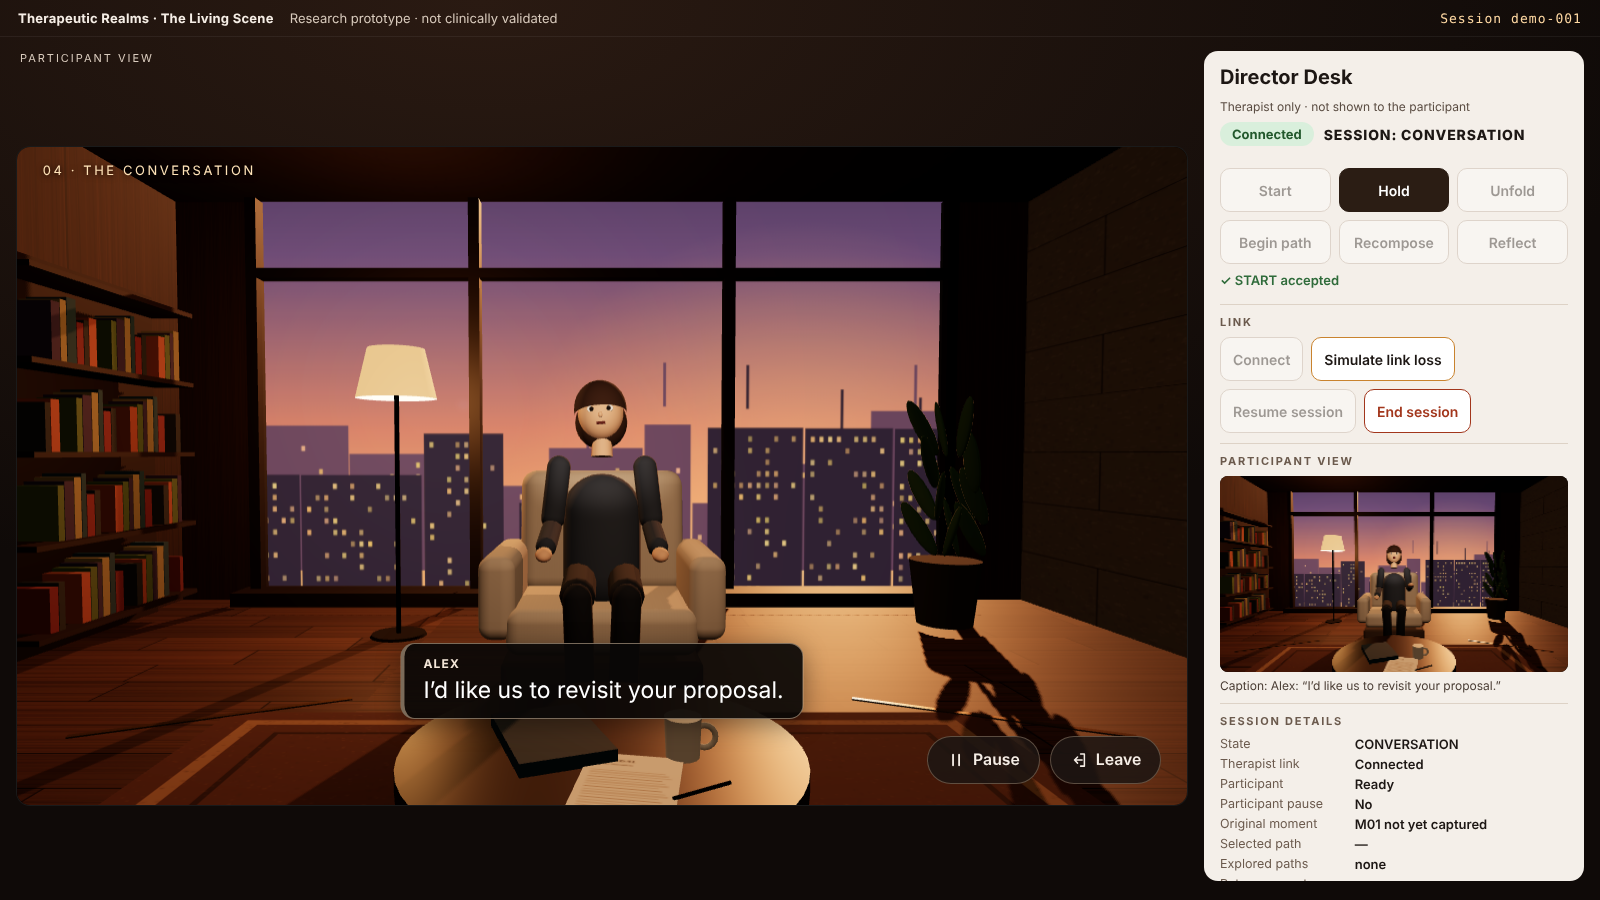 Therapeutic Realms · The Living Scene Research prototype · not clinically validated
Session demo-001
PARTICIPANT VIEW
04 · THE CONVERSATION
ALEX
I’d like us to revisit your proposal.
Pause
Leave
Director Desk
Therapist only · not shown to the participant
Connected SESSION: CONVERSATION
Start Hold Unfold
Begin path Recompose Reflect
✓ START accepted
LINK
Connect Simulate link loss
Resume session End session
PARTICIPANT VIEW
Caption: Alex: “I’d like us to revisit your proposal.”
SESSION DETAILS
State CONVERSATION
Therapist link Connected
Participant Ready
Participant pause No
Original moment M01 not yet captured
Selected path —
Explored paths none